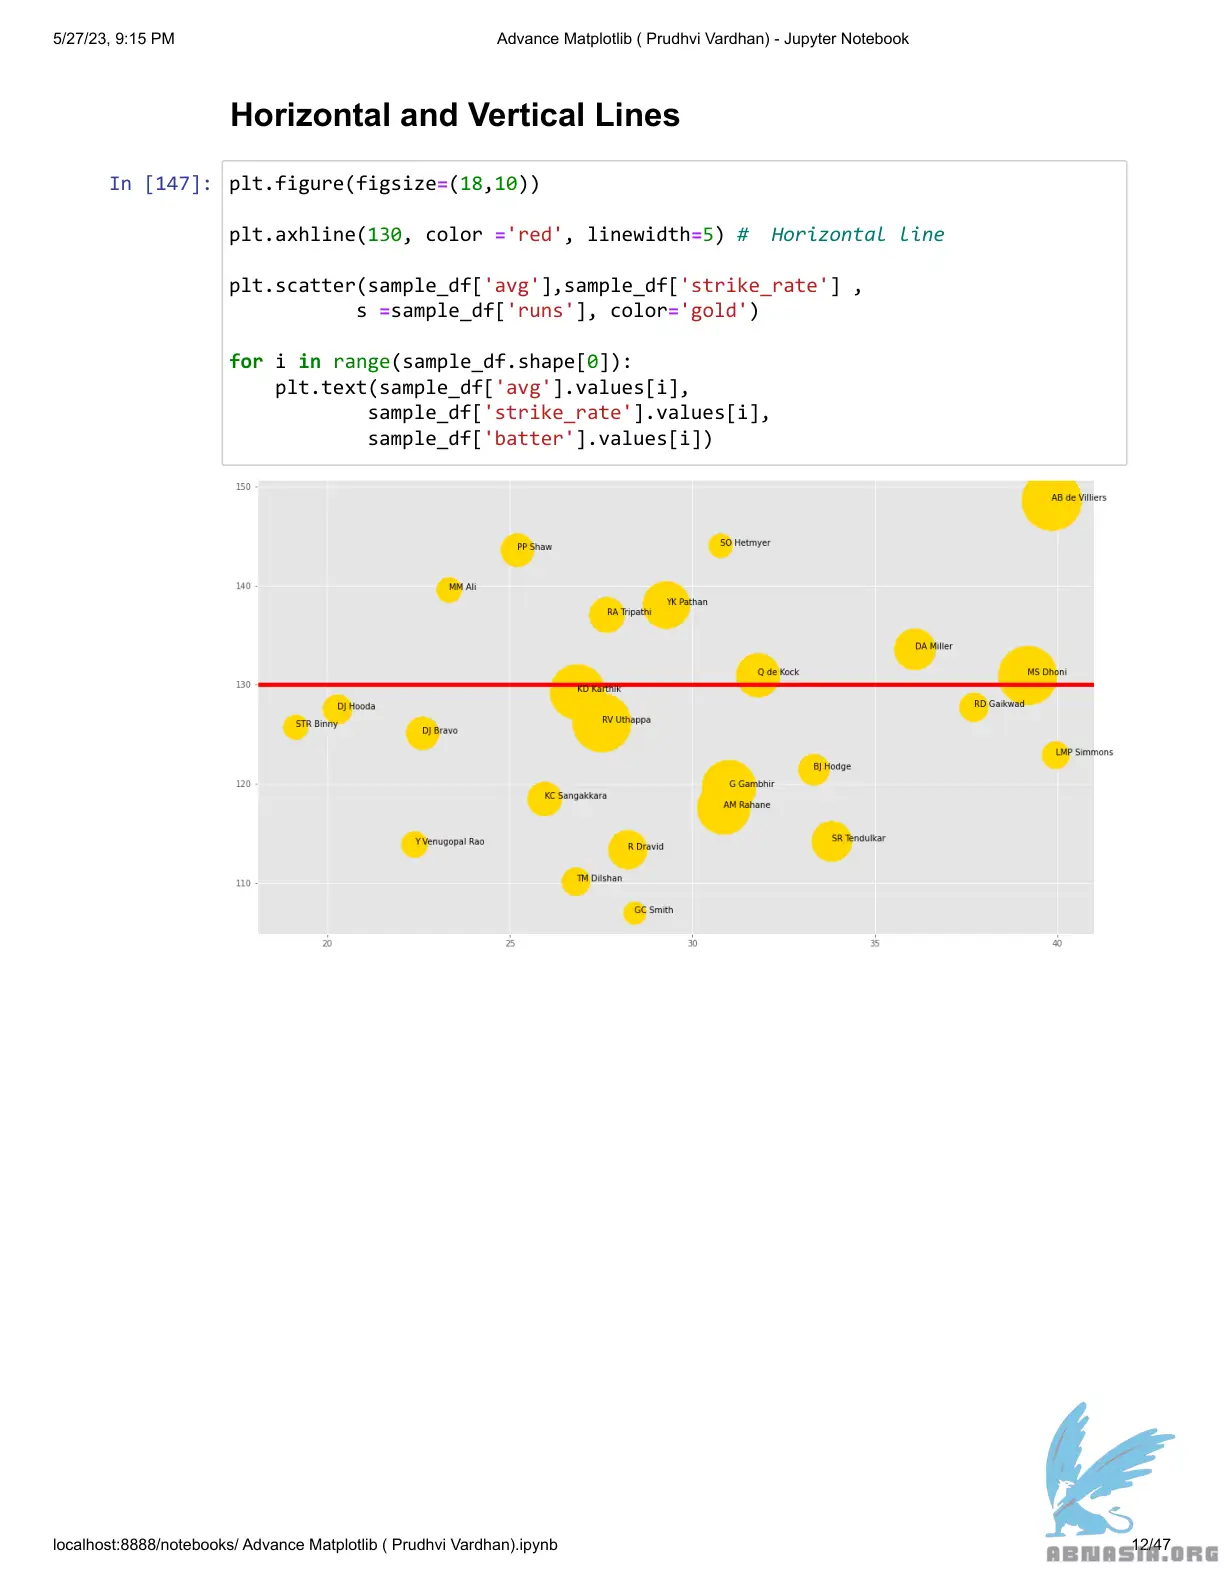 5/27/23, 9:15 PM
Advance Matplotlib ( Prudhvi Vardhan) - Jupyter Notebook
Horizontal and Vertical Lines
In [147]:
plt.figure(figsize=(18,10))
plt.axhline(130, color ='red', linewidth=5) #  Horizontal line
plt.scatter(sample_df['avg'],sample_df['strike_rate'] ,
           s =sample_df['runs'], color='gold')
for i in range(sample_df.shape[0]):
    plt.text(sample_df['avg'].values[i],
            sample_df['strike_rate'].values[i],
            sample_df['batter'].values[i])
150
AB de Villiers
PP Shaw
SO Hetmyer
140
MM Ali
YK Pathan
RA Tripathi
DA Miller
Q de Kock
MS Dhoni
130
KD Karthik
DJ Hooda
RD Gaikwad
STR Binny
RV Uthappa
DJ Bravo
LMP Simmons
BJ Hodge
120
G Gambhir
KC Sangakkara
AM Rahane
Y Venugopal Rao
SR Tendulkar
R Dravid
110
TM Dilshan
GC Smith
20
25
30
35
40
localhost:8888/notebooks/ Advance Matplotlib ( Prudhvi Vardhan).ipynb
12/47
ABNASIA.ORG